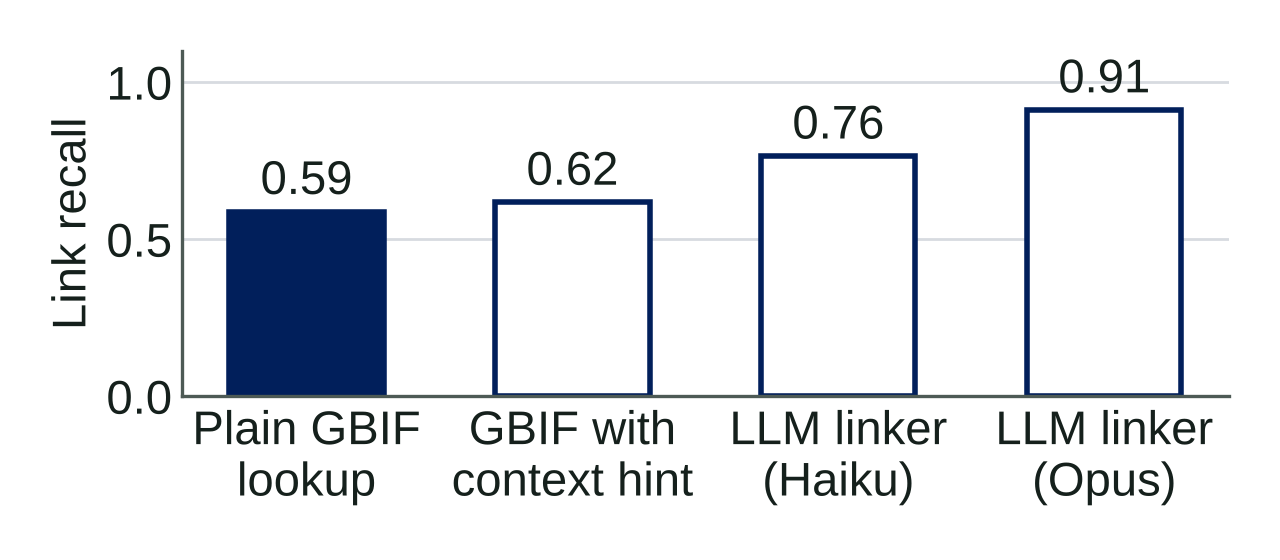 Link recall
1.0
0.5
0.0
0.59
0.62
0.76
0.91
Plain GBIF
lookup
GBIF with
context hint
LLM linker
(Haiku)
LLM linker
(Opus)